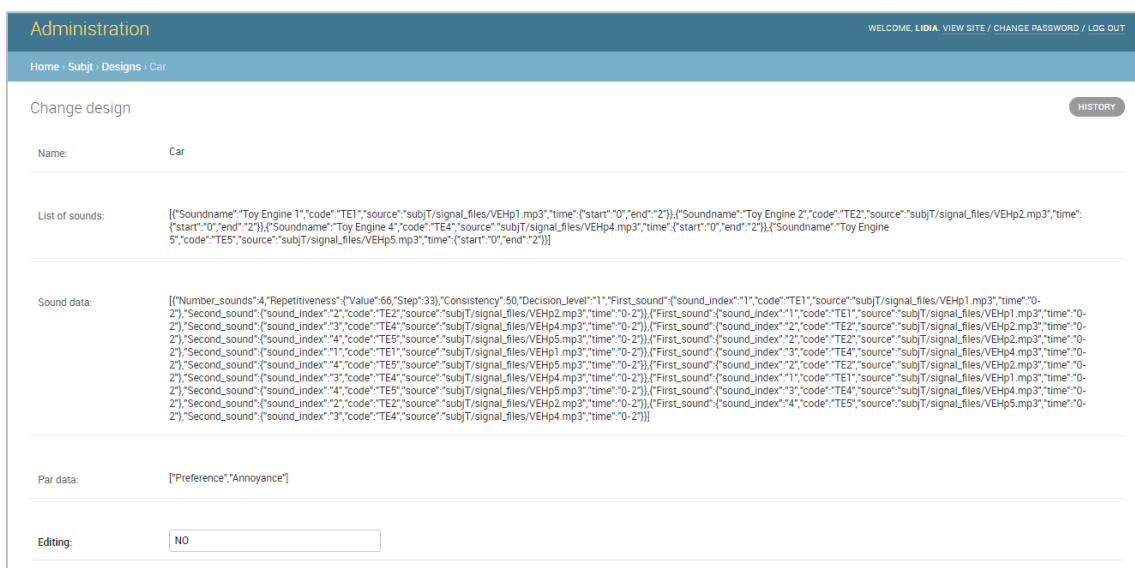 Administration
WELCOME, LIDIA. VIEW SITE / CHANGE PASSWORD / LOG OUT
Home › Subjt › Designs › Car
Change design
HISTORY
Name:
Car
List of sounds:
[{"Soundname":"Toy Engine 1","code":"TE1","source":"subjT/signal_files/VEHp1.mp3","time":{"start":"0","end":"2"}},{"Soundname":"Toy Engine 2","code":"TE2","source":"subjT/signal_files/VEHp2.mp3","time":
{"start":"0","end":"2"}},{"Soundname":"Toy Engine 4","code":"TE4","source":"subjT/signal_files/VEHp4.mp3","time":{"start":"0","end":"2"}},{"Soundname":"Toy Engine
5","code":"TE5","source":"subjT/signal_files/VEHp5.mp3","time":{"start":"0","end":"2"}}]
Sound data:
[{"Number_sounds":4,"Repetitiveness":{"Value":66,"Step":33},"Consistency":50,"Decision_level":"1","First_sound":{"sound_index":"1","code":"TE1","source":"subjT/signal_files/VEHp1.mp3","time":"0-
2"},"Second_sound":{"sound_index":"2","code":"TE2","source":"subjT/signal_files/VEHp2.mp3","time":"0-2"}},{"First_sound":{"sound_index":"1","code":"TE1","source":"subjT/signal_files/VEHp1.mp3","time":"0-
2"},"Second_sound":{"sound_index":"3","code":"TE4","source":"subjT/signal_files/VEHp4.mp3","time":"0-2"}},{"First_sound":{"sound_index":"2","code":"TE2","source":"subjT/signal_files/VEHp2.mp3","time":"0-
2"},"Second_sound":{"sound_index":"4","code":"TE5","source":"subjT/signal_files/VEHp5.mp3","time":"0-2"}},{"First_sound":{"sound_index":"2","code":"TE2","source":"subjT/signal_files/VEHp2.mp3","time":"0-
2"},"Second_sound":{"sound_index":"1","code":"TE1","source":"subjT/signal_files/VEHp1.mp3","time":"0-2"}},{"First_sound":{"sound_index":"3","code":"TE4","source":"subjT/signal_files/VEHp4.mp3","time":"0-
2"},"Second_sound":{"sound_index":"4","code":"TE5","source":"subjT/signal_files/VEHp5.mp3","time":"0-2"}},{"First_sound":{"sound_index":"2","code":"TE2","source":"subjT/signal_files/VEHp2.mp3","time":"0-
2"},"Second_sound":{"sound_index":"3","code":"TE4","source":"subjT/signal_files/VEHp4.mp3","time":"0-2"}},{"First_sound":{"sound_index":"1","code":"TE1","source":"subjT/signal_files/VEHp1.mp3","time":"0-
2"},"Second_sound":{"sound_index":"4","code":"TE5","source":"subjT/signal_files/VEHp5.mp3","time":"0-2"}},{"First_sound":{"sound_index":"3","code":"TE4","source":"subjT/signal_files/VEHp4.mp3","time":"0-
2"},"Second_sound":{"sound_index":"2","code":"TE2","source":"subjT/signal_files/VEHp2.mp3","time":"0-2"}},{"First_sound":{"sound_index":"4","code":"TE5","source":"subjT/signal_files/VEHp5.mp3","time":"0-
2"},"Second_sound":{"sound_index":"3","code":"TE4","source":"subjT/signal_files/VEHp4.mp3","time":"0-2"}}]
Par data:
["Preference","Annoyance"]
Editing:
NO